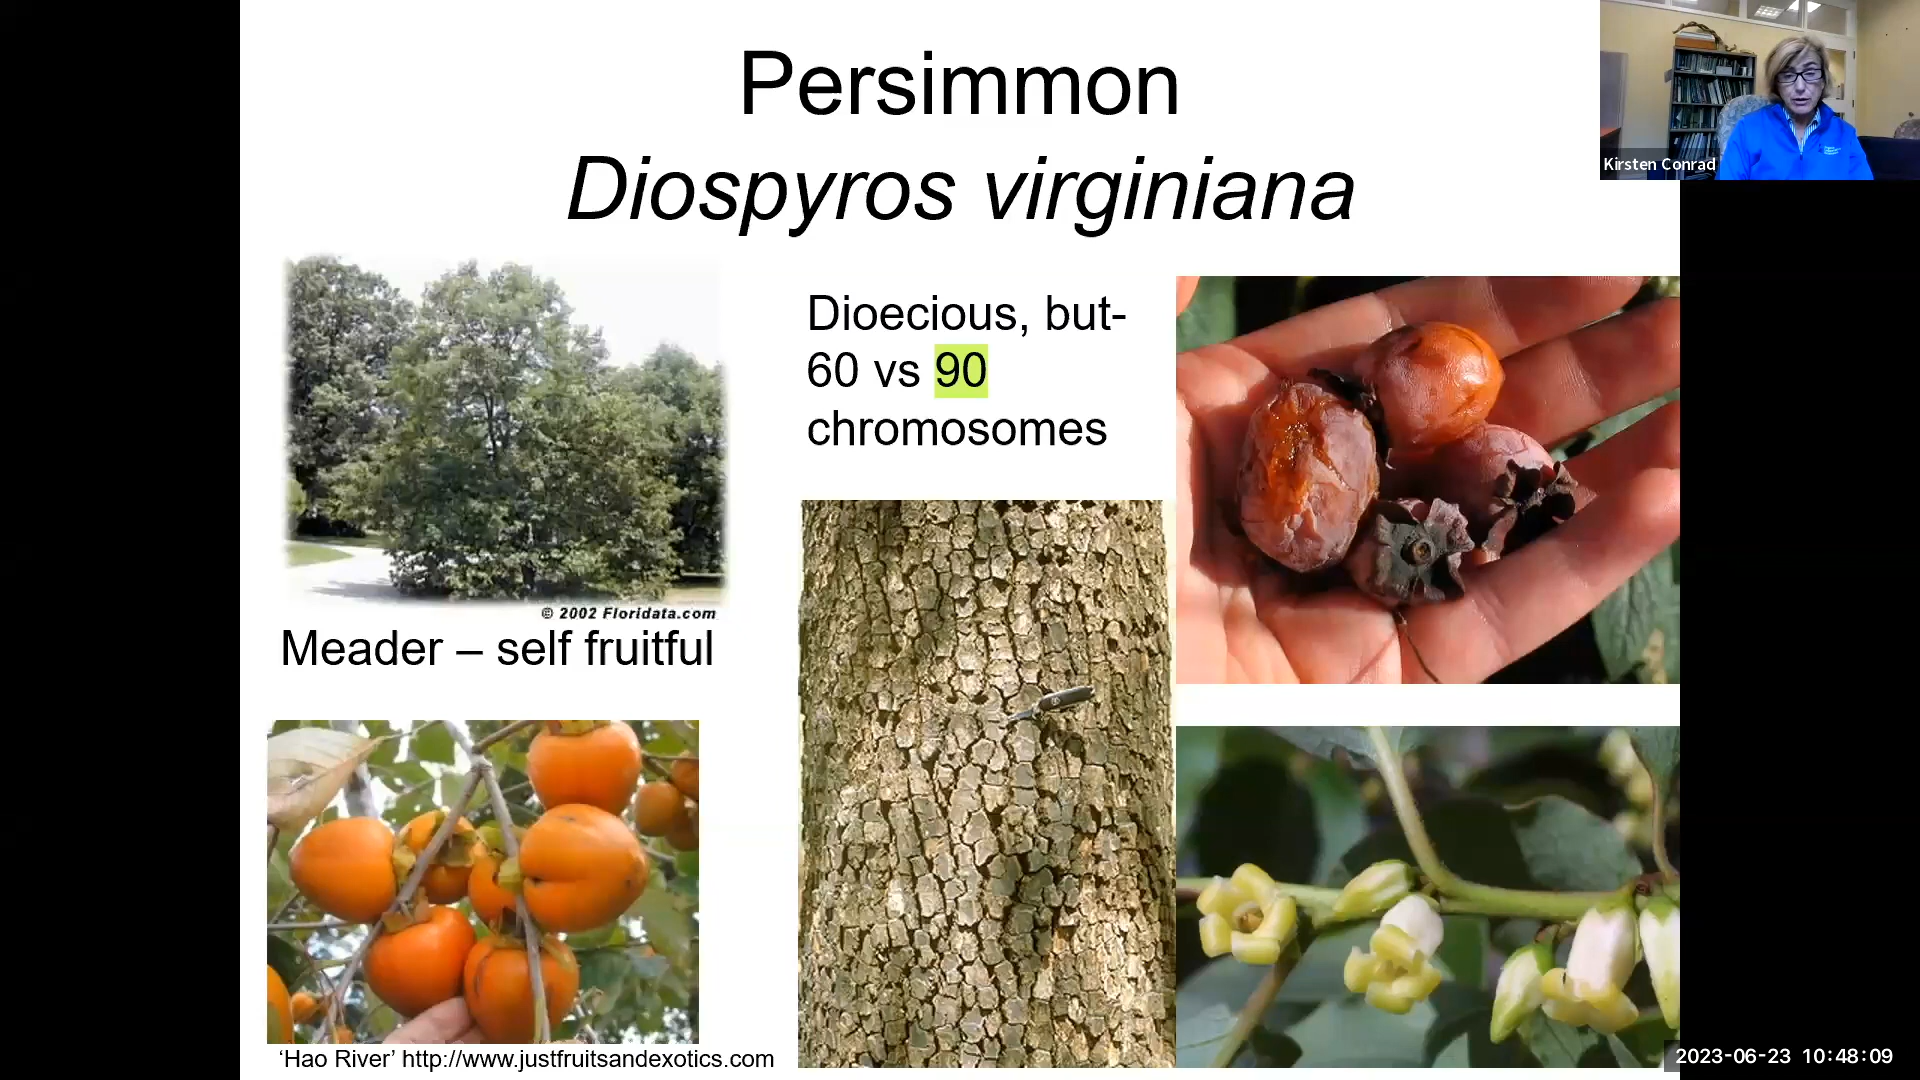 Persimmon
Diospyros virginiana
Kirsten Conrad
Dioecious, but-
60 vs 90
chromosomes
© 2002 Floridata.com
Meader – self fruitful
‘Hao River’ http://www.justfruitsandexotics.com
2023-06-23 10:48:09